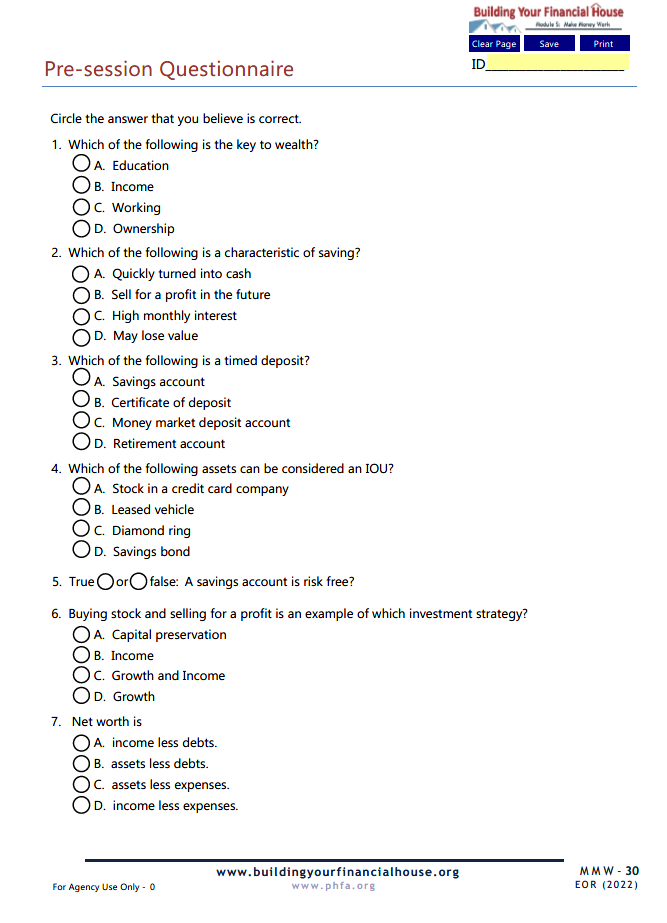 Building Your Financial House
Module 5: Make Money Work
Clear Page Save Print
Pre-session Questionnaire
ID______________________
Circle the answer that you believe is correct.
1. Which of the following is the key to wealth?
A. Education
B. Income
C. Working
D. Ownership
2. Which of the following is a characteristic of saving?
A. Quickly turned into cash
B. Sell for a profit in the future
C. High monthly interest
D. May lose value
3. Which of the following is a timed deposit?
A. Savings account
B. Certificate of deposit
C. Money market deposit account
D. Retirement account
4. Which of the following assets can be considered an IOU?
A. Stock in a credit card company
B. Leased vehicle
C. Diamond ring
D. Savings bond
5. True or false: A savings account is risk free?
6. Buying stock and selling for a profit is an example of which investment strategy?
A. Capital preservation
B. Income
C. Growth and Income
D. Growth
7. Net worth is
A. income less debts.
B. assets less debts.
C. assets less expenses.
D. income less expenses.
www.buildingyourfinancialhouse.org
www.phfa.org
MMW - 30
EOR (2022)
For Agency Use Only - 0